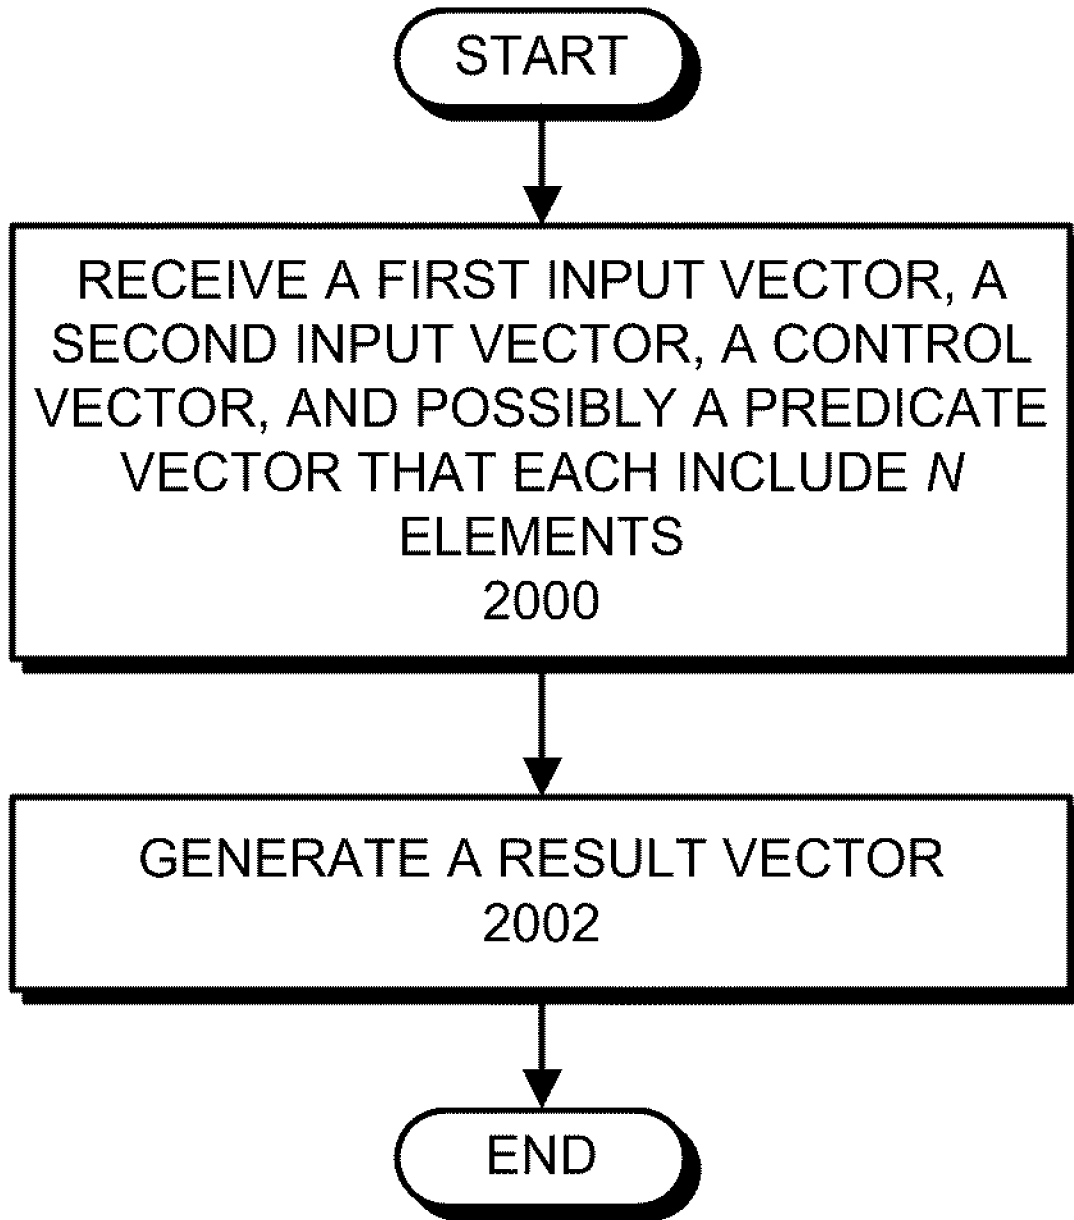 START
RECEIVE A FIRST INPUT VECTOR, A
SECOND INPUT VECTOR, A CONTROL
VECTOR, AND POSSIBLY A PREDICATE
VECTOR THAT EACH INCLUDE N
ELEMENTS
2000
GENERATE A RESULT VECTOR
2002
END